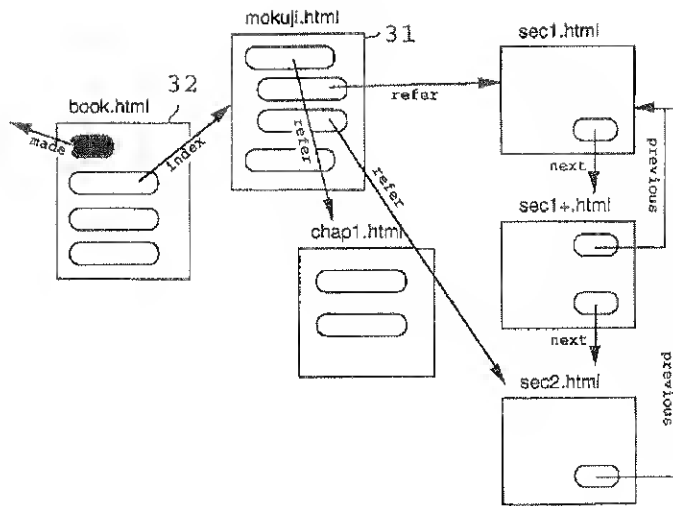 mokuji.html
31
sec1.html
32
book.html
made
index
refer
refer
refer
next
previous
chap1.html
sec1+.html
next
sec2.html
previous